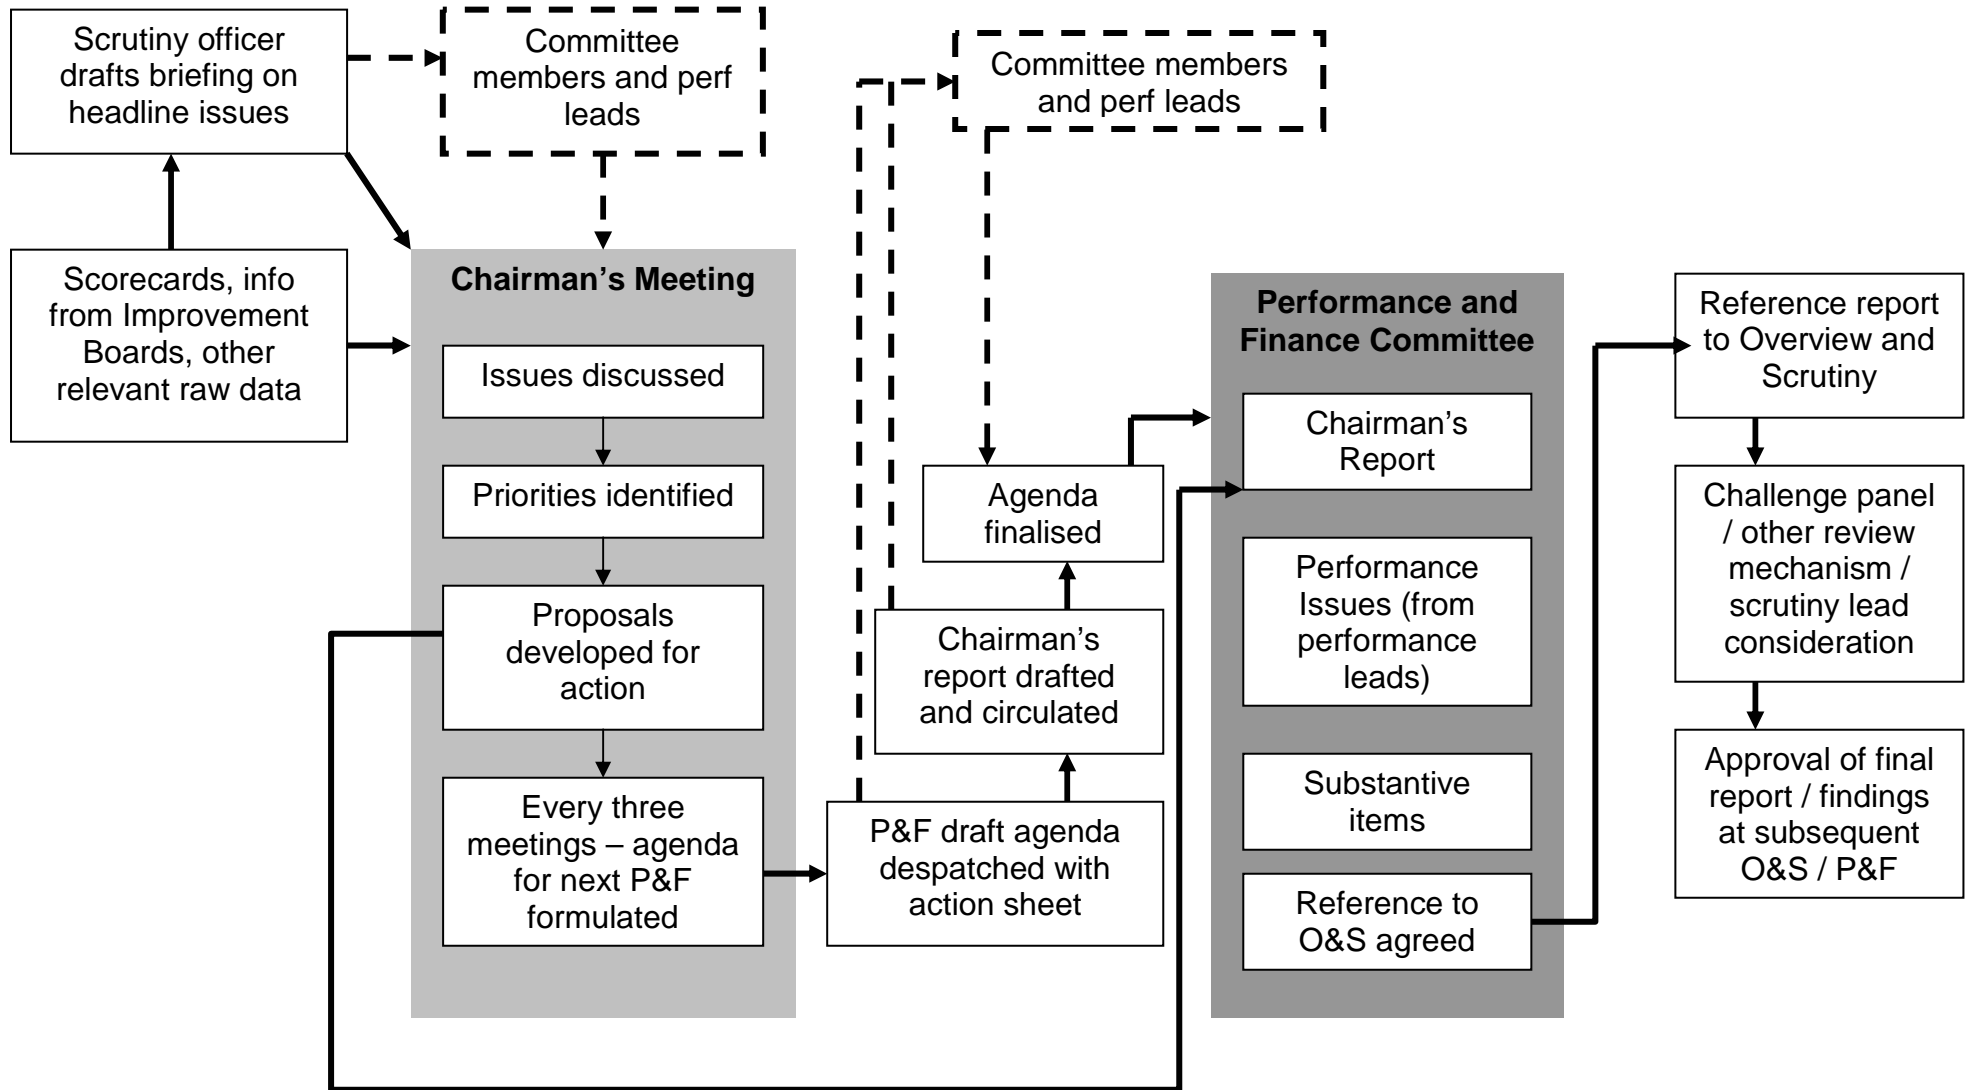 Scrutiny officer
drafts briefing on
headline issues
Committee
members and perf
leads
Committee members
and perf leads
Scorecards, info
from Improvement
Boards, other
relevant raw data
Chairman’s Meeting
Issues discussed
Priorities identified
Proposals
developed for
action
Every three
meetings – agenda
for next P&F
formulated
P&F draft agenda
despatched with
action sheet
Chairman’s
report drafted
and circulated
Agenda
finalised
Performance and
Finance Committee
Chairman’s
Report
Performance
Issues (from
performance
leads)
Substantive
items
Reference to
O&S agreed
Reference report
to Overview and
Scrutiny
Challenge panel
/ other review
mechanism /
scrutiny lead
consideration
Approval of final
report / findings
at subsequent
O&S / P&F